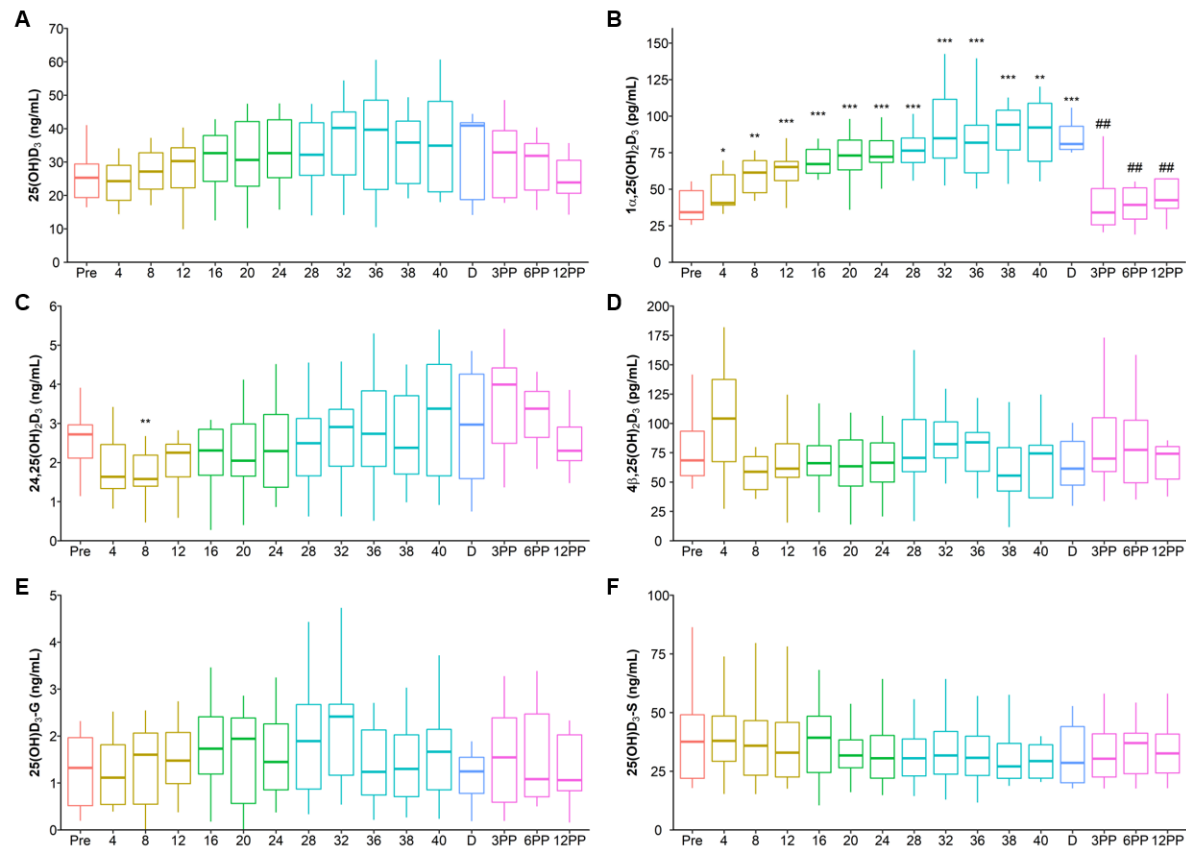 A
25(OH)D₃ (ng/mL)
70
60
50
40
30
20
10
0
Pre 4 8 12 16 20 24 28 32 36 38 40 D 3PP 6PP 12PP
B
1α,25(OH)₂D₃ (pg/mL)
150
125
100
75
50
25
0
* ** *** *** *** *** *** *** *** *** ** *** ## ## ##
Pre 4 8 12 16 20 24 28 32 36 38 40 D 3PP 6PP 12PP
C
24,25(OH)₂D₃ (ng/mL)
6
5
4
3
2
1
0
**
Pre 4 8 12 16 20 24 28 32 36 38 40 D 3PP 6PP 12PP
D
4β,25(OH)₂D₃ (pg/mL)
200
175
150
125
100
75
50
25
0
Pre 4 8 12 16 20 24 28 32 36 38 40 D 3PP 6PP 12PP
E
25(OH)D₃-G (ng/mL)
5
4
3
2
1
0
Pre 4 8 12 16 20 24 28 32 36 38 40 D 3PP 6PP 12PP
F
25(OH)D₃-S (ng/mL)
100
75
50
25
0
Pre 4 8 12 16 20 24 28 32 36 38 40 D 3PP 6PP 12PP